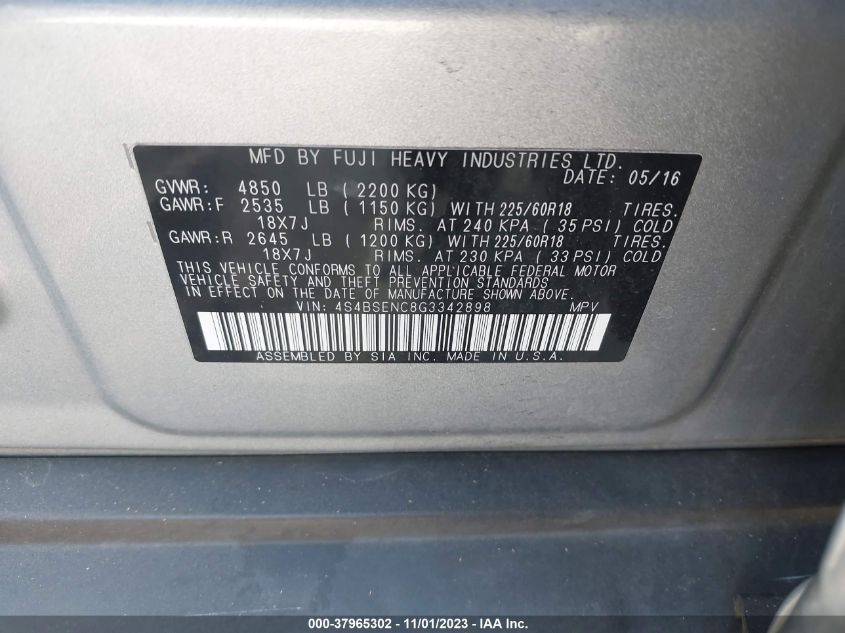 MFD BY FUJI HEAVY INDUSTRIES LTD.
DATE: 05/16
GVWR: 4850 LB ( 2200 KG)
GAWR:F 2535 LB ( 1150 KG) WITH 225/60R18 TIRES.
18X7J RIMS. AT 240 KPA ( 35 PSI) COLD
GAWR:R 2645 LB ( 1200 KG) WITH 225/60R18 TIRES.
18X7J RIMS. AT 230 KPA ( 33 PSI) COLD
THIS VEHICLE CONFORMS TO ALL APPLICABLE FEDERAL MOTOR
VEHICLE SAFETY AND THEFT PREVENTION STANDARDS
IN EFFECT ON THE DATE OF MANUFACTURE SHOWN ABOVE.
VIN: 4S4BSENC8G3342898 MPV
ASSEMBLED BY SIA INC. MADE IN U.S.A.
000-37965302 - 11/01/2023 - IAAI Inc.